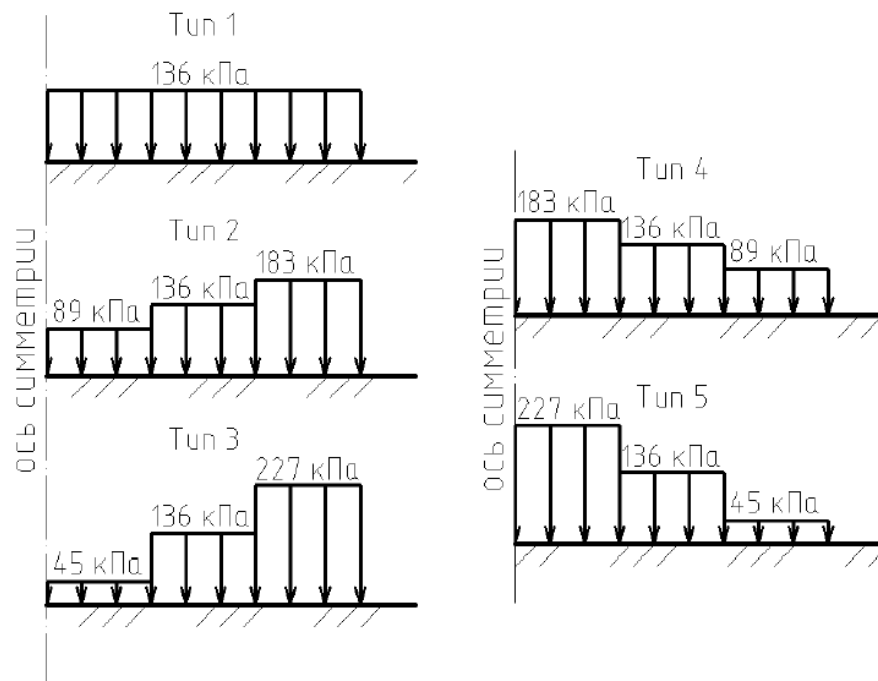 Тип 1
136 кПа
Тип 2
89 кПа
136 кПа
183 кПа
Тип 3
45 кПа
136 кПа
227 кПа
ось симметрии
Тип 4
183 кПа
136 кПа
89 кПа
Тип 5
227 кПа
136 кПа
45 кПа
ось симметрии